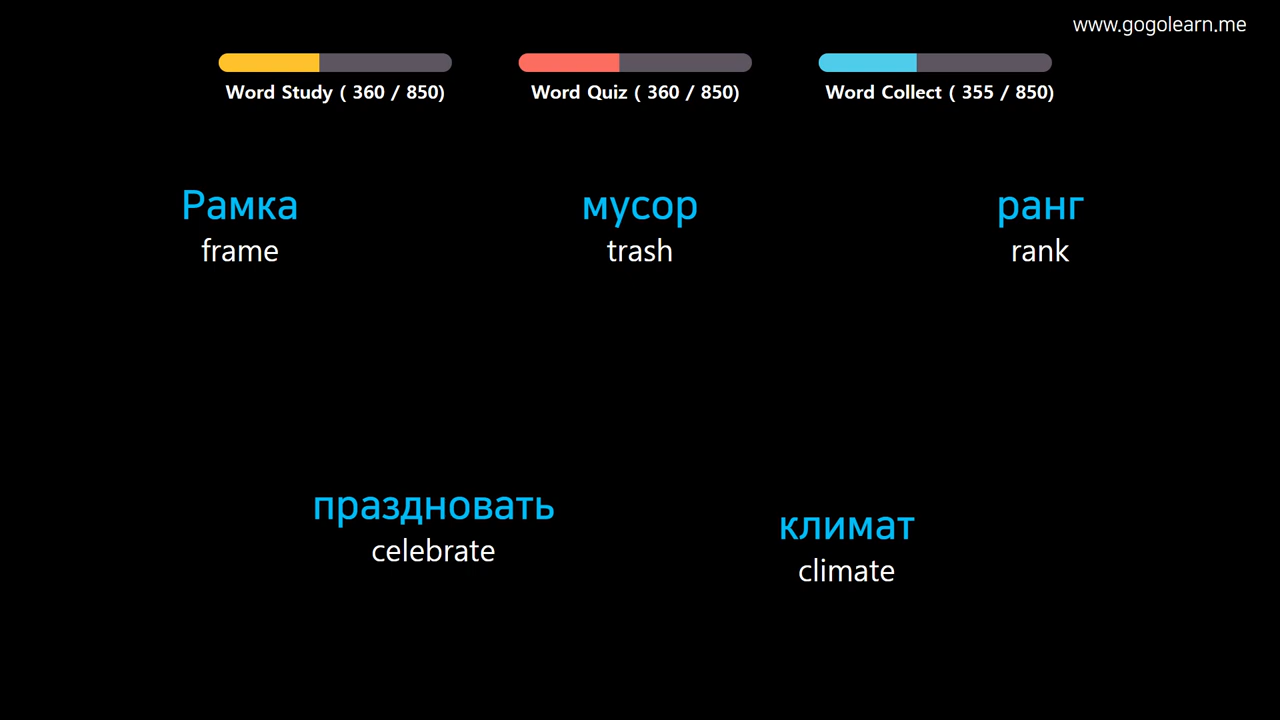 www.gogolearn.me
Word Study ( 360 / 850)
Word Quiz ( 360 / 850)
Word Collect ( 355 / 850)
Рамка
frame
мусор
trash
ранг
rank
праздновать
celebrate
климат
climate